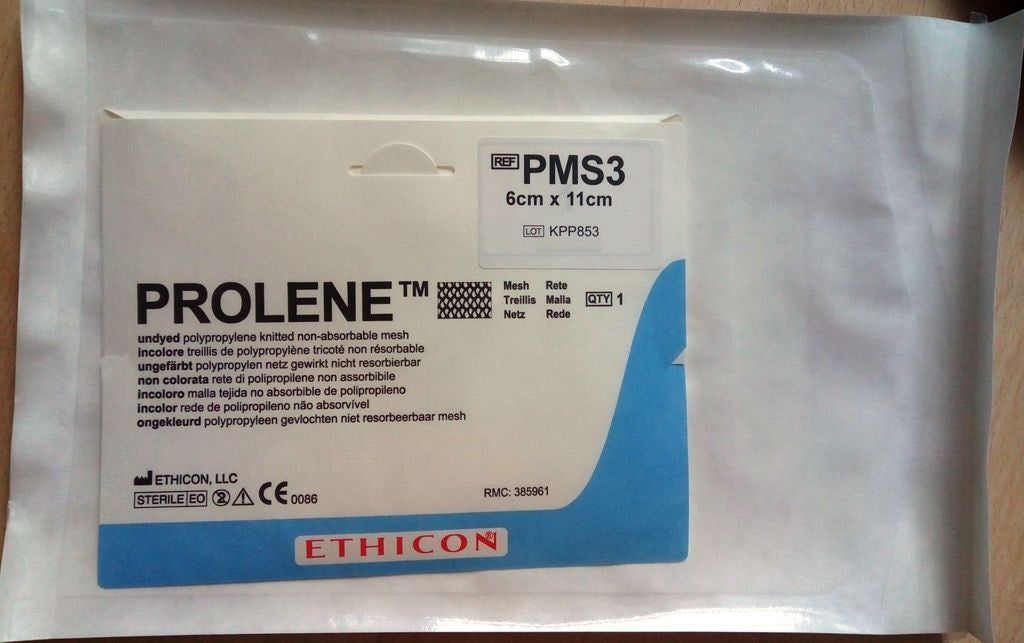 REF PMS3
6cm x 11cm
LOT KPP853
PROLENE™
Mesh Rete
Treillis Malla
Netz Rede
QTY 1
undyed polypropylene knitted non-absorbable mesh
incolore treillis de polypropylène tricoté non résorbable
ungefärbt polypropylen netz gewirkt nicht resorbierbar
non colorata rete di polipropilene non assorbibile
incoloro malla tejida no absorbible de polipropileno
incolor rede de polipropileno não absorvível
ongekleurd polypropyleen gevlochten niet resorbeerbaar mesh
ETHICON, LLC
STERILE EO 2 CE 0086
RMC: 385961
ETHICON®